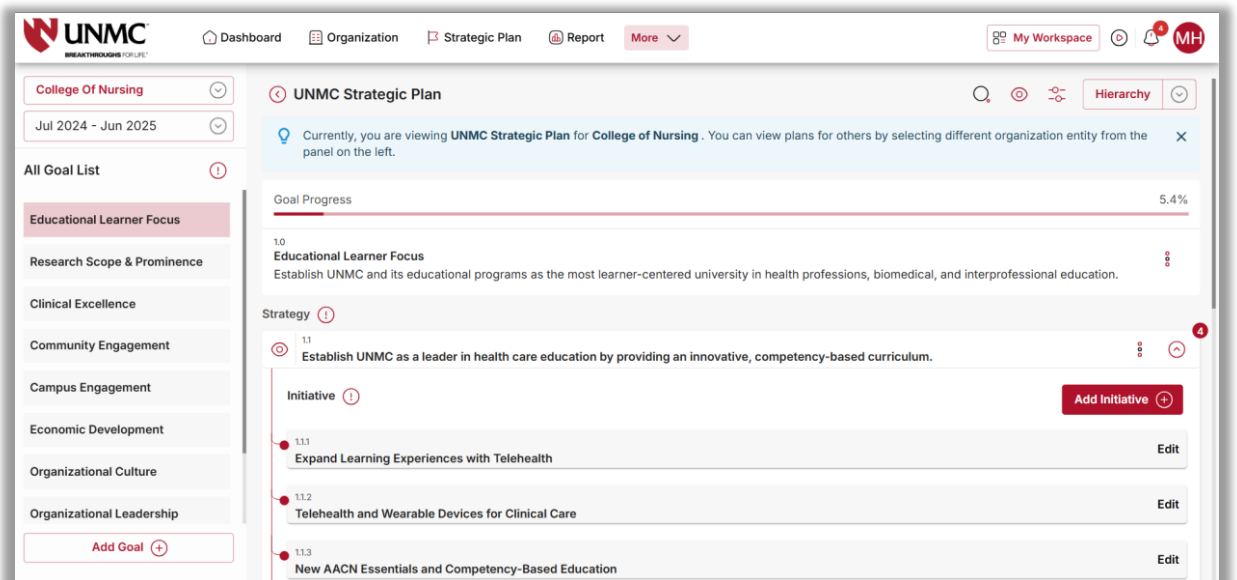 UNMC
BREAKTHROUGHS FOR LIFE.
Dashboard
Organization
Strategic Plan
Report
More
My Workspace
4
MH
College Of Nursing
Jul 2024 - Jun 2025
All Goal List
Educational Learner Focus
Research Scope & Prominence
Clinical Excellence
Community Engagement
Campus Engagement
Economic Development
Organizational Culture
Organizational Leadership
Add Goal
UNMC Strategic Plan
Hierarchy
Currently, you are viewing UNMC Strategic Plan for College of Nursing . You can view plans for others by selecting different organization entity from the
panel on the left.
Goal Progress
5.4%
1.0
Educational Learner Focus
Establish UNMC and its educational programs as the most learner-centered university in health professions, biomedical, and interprofessional education.
Strategy
4
1.1
Establish UNMC as a leader in health care education by providing an innovative, competency-based curriculum.
Initiative
Add Initiative
1.1.1
Expand Learning Experiences with Telehealth
Edit
1.1.2
Telehealth and Wearable Devices for Clinical Care
Edit
1.1.3
New AACN Essentials and Competency-Based Education
Edit